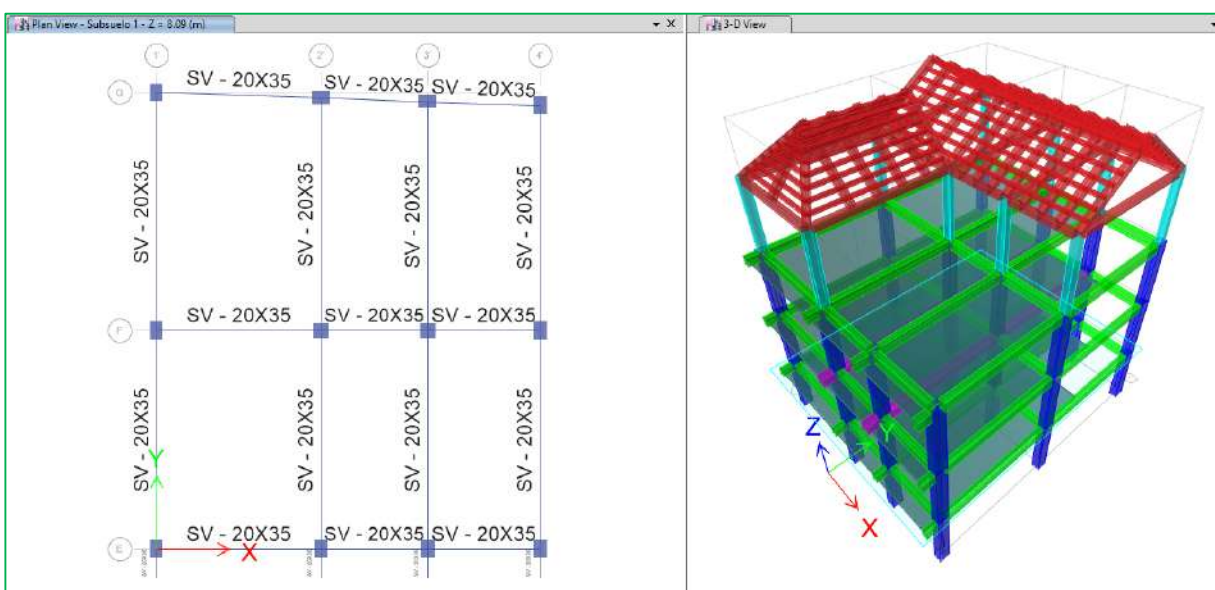 Plan View - Subsuelo 1 - Z = 8.09 (m)
3-D View
1' 2' 3' 4'
SV - 20X35 SV - 20X35 SV - 20X35
G
SV - 20X35
SV - 20X35
SV - 20X35
SV - 20X35
SV - 20X35 SV - 20X35 SV - 20X35
F
SV - 20X35
SV - 20X35
SV - 20X35
SV - 20X35
Y
SV - 20X35 SV - 20X35 SV - 20X35
E
X
Z
Y
X